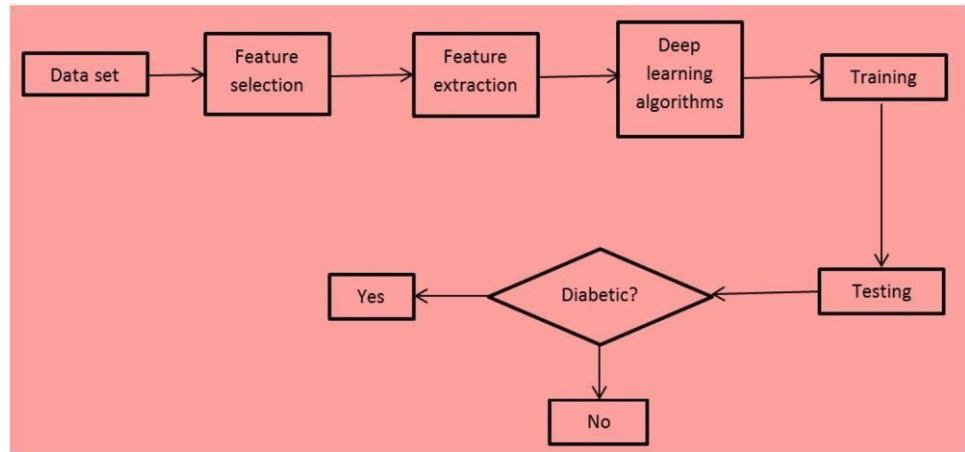 Data set
Feature
selection
Feature
extraction
Deep
learning
algorithms
Training
Testing
Diabetic?
Yes
No